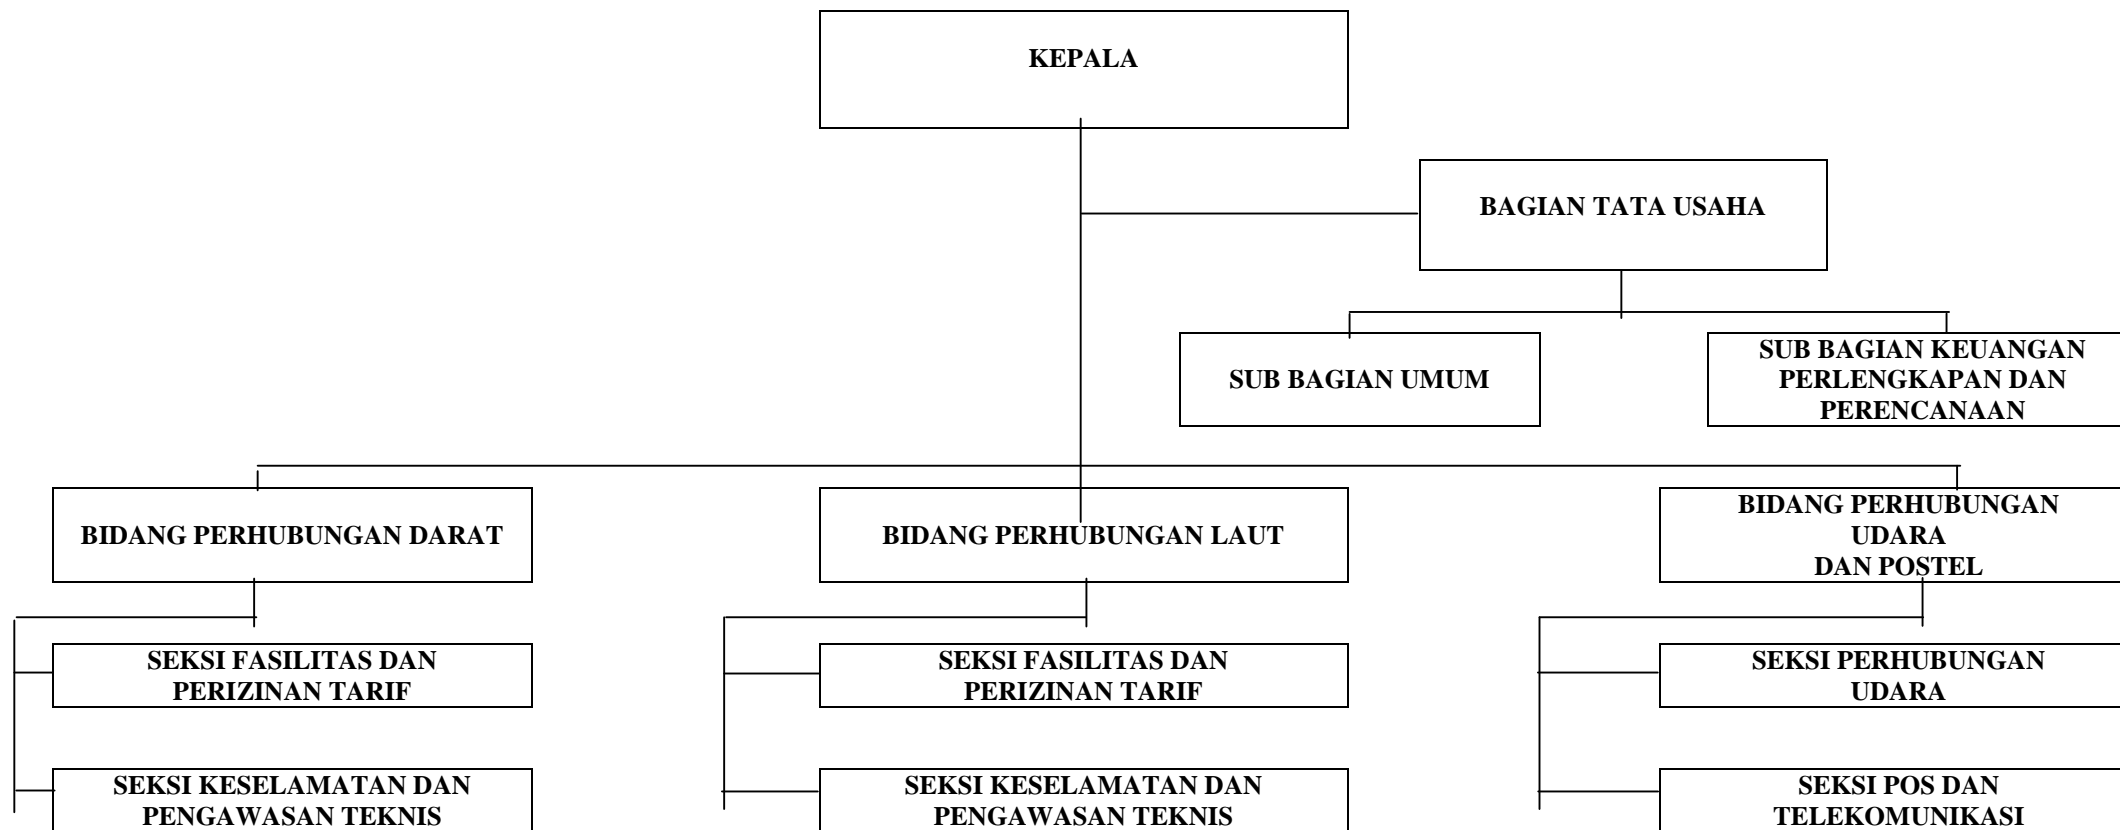 KEPALA
BAGIAN TATA USAHA
SUB BAGIAN UMUM
SUB BAGIAN KEUANGAN
PERLENGKAPAN DAN
PERENCANAAN
BIDANG PERHUBUNGAN DARAT
BIDANG PERHUBUNGAN LAUT
BIDANG PERHUBUNGAN
UDARA
DAN POSTEL
SEKSI FASILITAS DAN
PERIZINAN TARIF
SEKSI FASILITAS DAN
PERIZINAN TARIF
SEKSI PERHUBUNGAN
UDARA
SEKSI KESELAMATAN DAN
PENGAWASAN TEKNIS
SEKSI KESELAMATAN DAN
PENGAWASAN TEKNIS
SEKSI POS DAN
TELEKOMUNIKASI